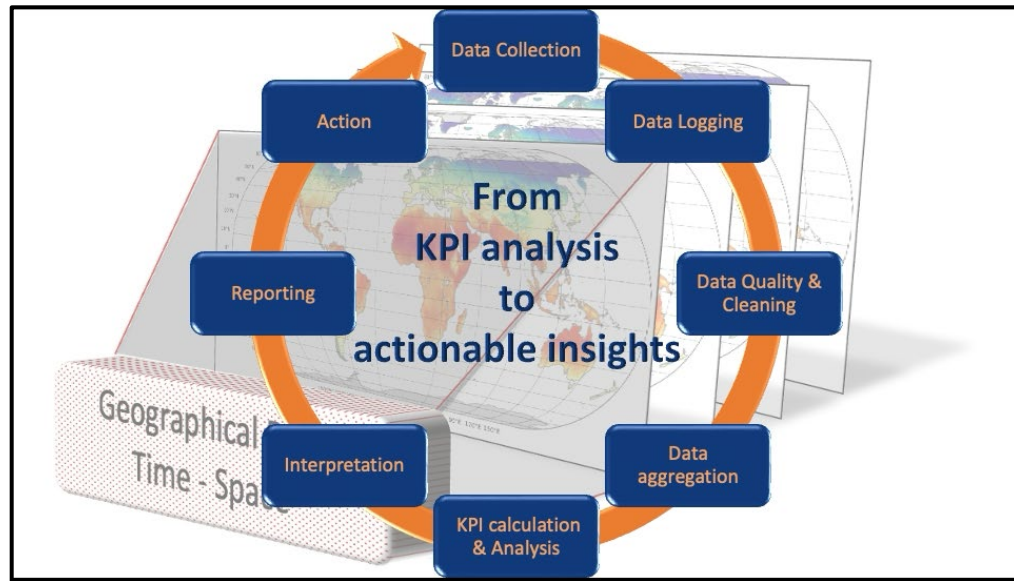 Data Collection
Data Logging
Data Quality &
Cleaning
Data
aggregation
KPI calculation
& Analysis
Interpretation
Reporting
Action
From
KPI analysis
to
actionable insights
Geographical
Time - Space